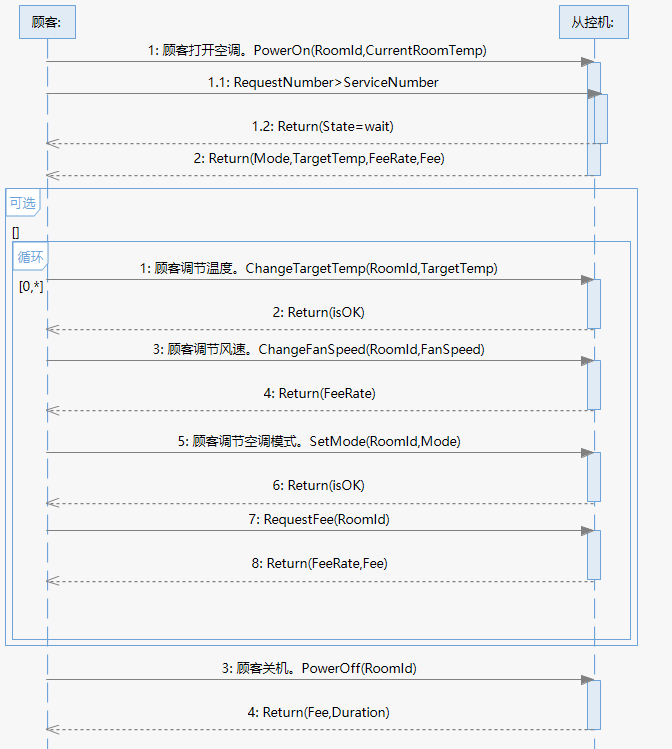 顾客:
从控机:
1: 顾客打开空调。PowerOn(RoomId,CurrentRoomTemp)
1.1: RequestNumber>ServiceNumber
1.2: Return(State=wait)
2: Return(Mode,TargetTemp,FeeRate,Fee)
可选
[]
循环
[0,*]
1: 顾客调节温度。ChangeTargetTemp(RoomId,TargetTemp)
2: Return(isOK)
3: 顾客调节风速。ChangeFanSpeed(RoomId,FanSpeed)
4: Return(FeeRate)
5: 顾客调节空调模式。SetMode(RoomId,Mode)
6: Return(isOK)
7: RequestFee(RoomId)
8: Return(FeeRate,Fee)
3: 顾客关机。PowerOff(RoomId)
4: Return(Fee,Duration)